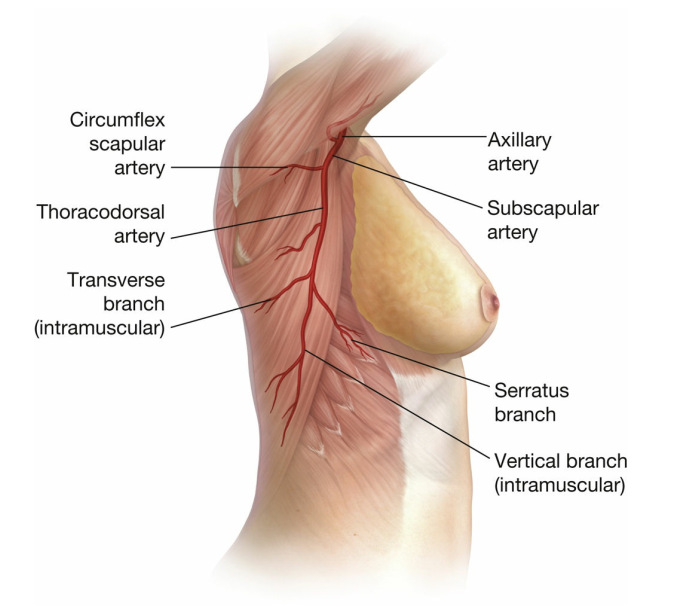 Circumflex
scapular
artery
Thoracodorsal
artery
Transverse
branch
(intramuscular)
Axillary
artery
Subscapular
artery
Serratus
branch
Vertical branch
(intramuscular)